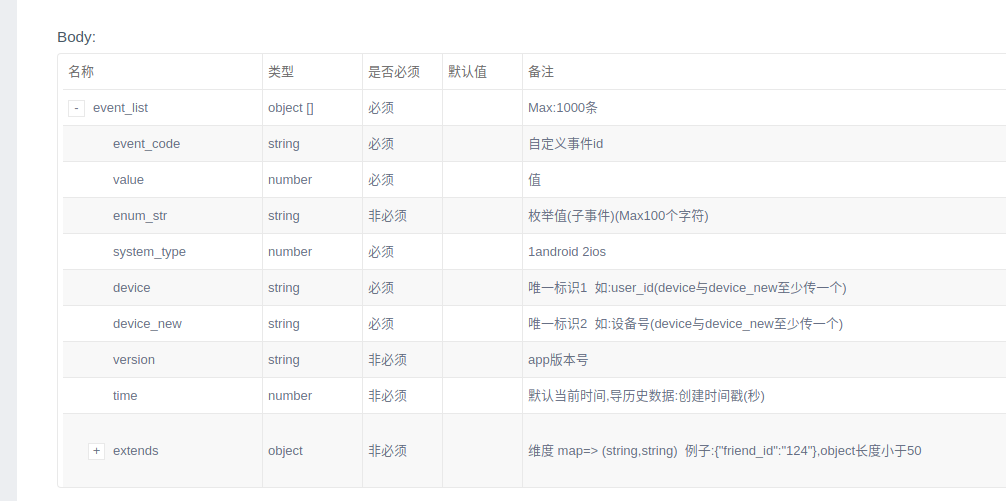 Body:
名称 类型 是否必须 默认值 备注
- event_list object [] 必须 Max:1000条
event_code string 必须 自定义事件id
value number 必须 值
enum_str string 非必须 枚举值(子事件)(Max100个字符)
system_type number 必须 1android 2ios
device string 必须 唯一标识1 如:user_id(device与device_new至少传一个)
device_new string 必须 唯一标识2 如:设备号(device与device_new至少传一个)
version string 非必须 app版本号
time number 非必须 默认当前时间,导历史数据:创建时间戳(秒)
+ extends object 非必须 维度 map=> (string,string) 例子:{"friend_id":"124"},object长度小于50